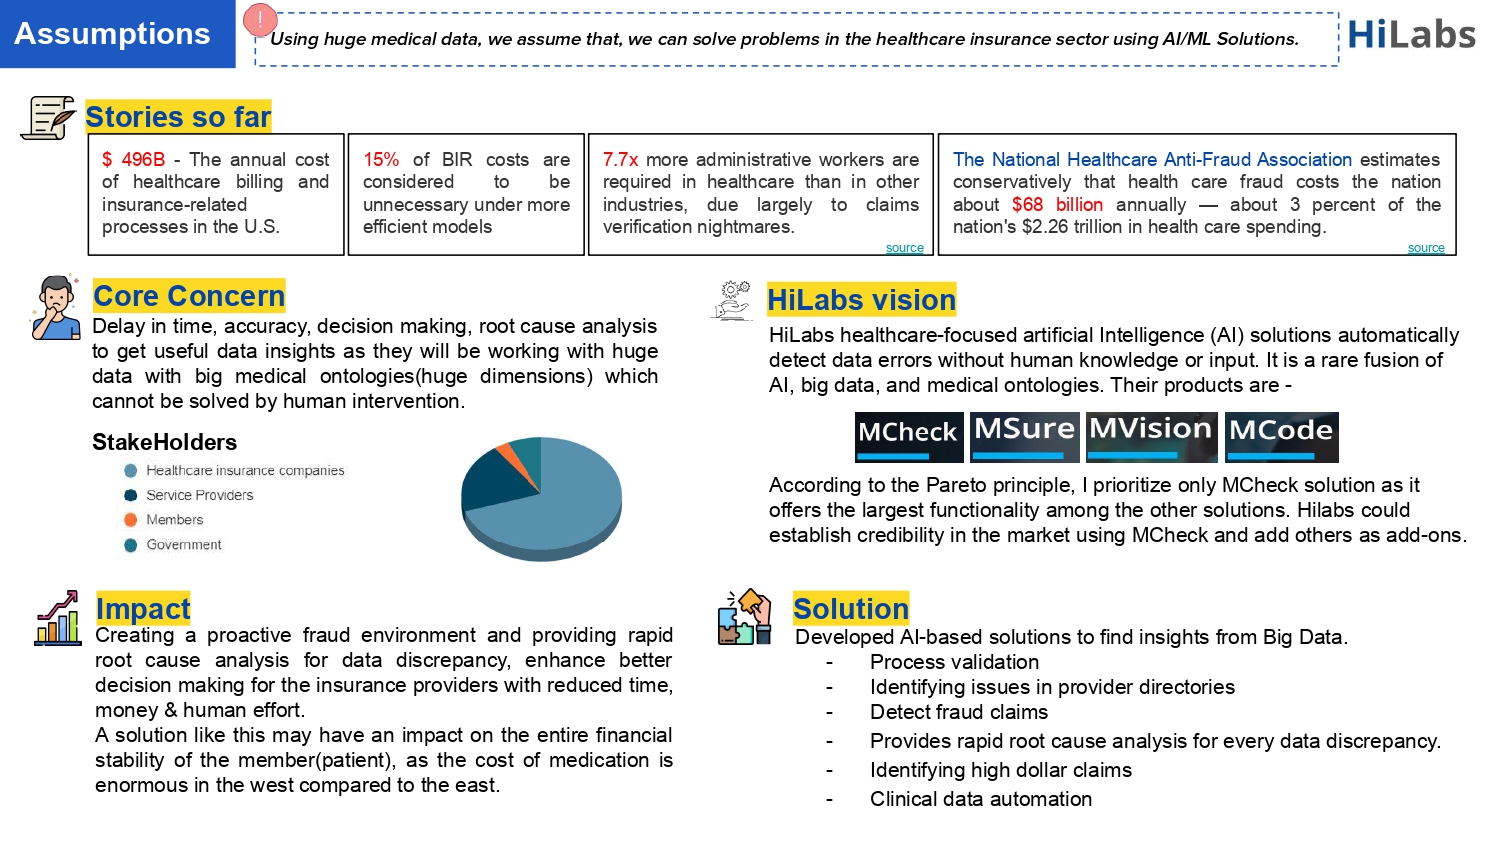 Assumptions
!
Using huge medical data, we assume that, we can solve problems in the healthcare insurance sector using AI/ML Solutions.
HiLabs
Stories so far
$ 496B - The annual cost
of healthcare billing and
insurance-related
processes in the U.S.
15% of BIR costs are
considered to be
unnecessary under more
efficient models
7.7x more administrative workers are
required in healthcare than in other
industries, due largely to claims
verification nightmares.
source
The National Healthcare Anti-Fraud Association estimates
conservatively that health care fraud costs the nation
about $68 billion annually — about 3 percent of the
nation's $2.26 trillion in health care spending.
source
Core Concern
Delay in time, accuracy, decision making, root cause analysis
to get useful data insights as they will be working with huge
data with big medical ontologies(huge dimensions) which
cannot be solved by human intervention.
StakeHolders
Healthcare insurance companies
Service Providers
Members
Government
HiLabs vision
HiLabs healthcare-focused artificial Intelligence (AI) solutions automatically
detect data errors without human knowledge or input. It is a rare fusion of
AI, big data, and medical ontologies. Their products are -
MCheck MSure MVision MCode
According to the Pareto principle, I prioritize only MCheck solution as it
offers the largest functionality among the other solutions. Hilabs could
establish credibility in the market using MCheck and add others as add-ons.
Impact
Creating a proactive fraud environment and providing rapid
root cause analysis for data discrepancy, enhance better
decision making for the insurance providers with reduced time,
money & human effort.
A solution like this may have an impact on the entire financial
stability of the member(patient), as the cost of medication is
enormous in the west compared to the east.
Solution
Developed AI-based solutions to find insights from Big Data.
- Process validation
- Identifying issues in provider directories
- Detect fraud claims
- Provides rapid root cause analysis for every data discrepancy.
- Identifying high dollar claims
- Clinical data automation